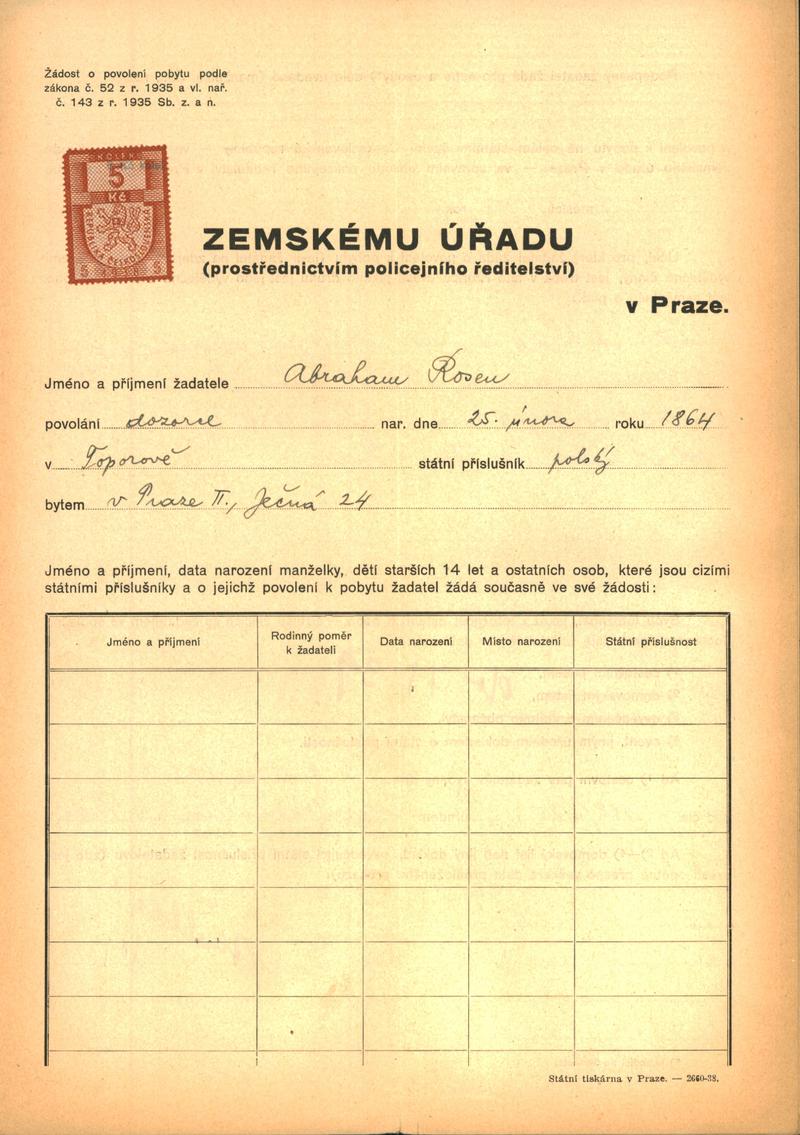 Žádost o povolení pobytu podle
zákona č. 52 z r. 1935 a vl. nař.
č. 143 z r. 1935 Sb. z. a n.
KOLEK
5
Kč
REPUBLIKA ČESKOSLOVENSKÁ
ZEMSKÉMU ÚŘADU
(prostřednictvím policejního ředitelství)
v Praze.
Jméno a příjmení žadatele Abraham Rosen
povolání dozorce nar. dne 25. února roku 1864
v Toporově státní příslušník polský
bytem v Praze II., Ječná 24
Jméno a příjmení, data narození manželky, dětí starších 14 let a ostatních osob, které jsou cizími
státními příslušníky a o jejichž povolení k pobytu žadatel žádá současně ve své žádosti:
Jméno a příjmení
Rodinný poměr
k žadateli
Data narození
Místo narození
Státní příslušnost
Státní tiskárna v Praze. — 2660-38.